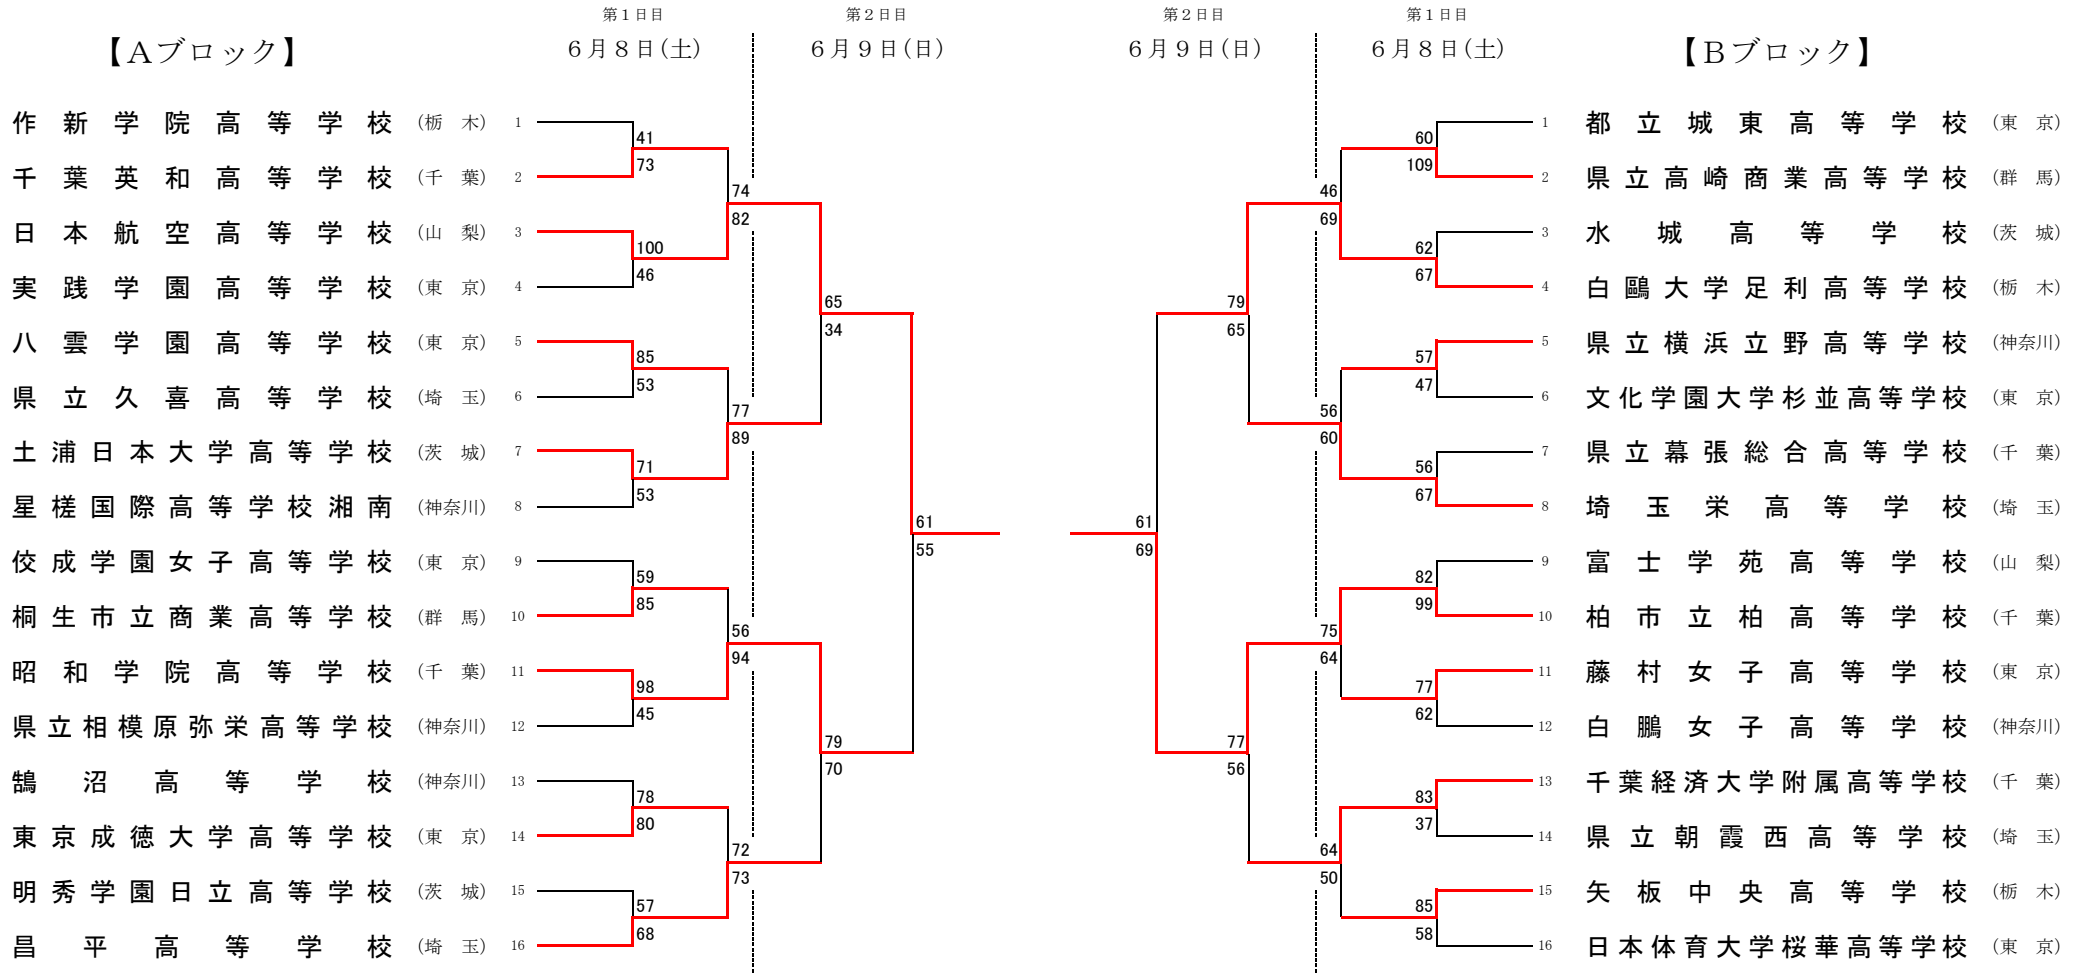 第１日目 第２日目 第２日目 第１日目
【Ａブロック】 ６月８日(土) ６月９日(日) ６月９日(日) ６月８日(土) 【Ｂブロック】
作新学院高等学校 (栃 木) 1 1 都立城東高等学校 (東 京)
41 60
73 109
千葉英和高等学校 (千 葉) 2 2 県立高崎商業高等学校 (群 馬)
74 46
82 69
日本航空高等学校 (山 梨) 3 3 水城高等学校 (茨 城)
100 62
46 67
実践学園高等学校 (東 京) 4 4 白鷗大学足利高等学校 (栃 木)
65 79
34 65
八雲学園高等学校 (東 京) 5 5 県立横浜立野高等学校 (神奈川)
85 57
53 47
県立久喜高等学校 (埼 玉) 6 6 文化学園大学杉並高等学校 (東 京)
77 56
89 60
土浦日本大学高等学校 (茨 城) 7 7 県立幕張総合高等学校 (千 葉)
71 56
53 67
星槎国際高等学校湘南 (神奈川) 8 8 埼玉栄高等学校 (埼 玉)
61 61
55 69
佼成学園女子高等学校 (東 京) 9 9 富士学苑高等学校 (山 梨)
59 82
85 99
桐生市立商業高等学校 (群 馬) 10 10 柏市立柏高等学校 (千 葉)
56 75
94 64
昭和学院高等学校 (千 葉) 11 11 藤村女子高等学校 (東 京)
98 77
45 62
県立相模原弥栄高等学校 (神奈川) 12 12 白鵬女子高等学校 (神奈川)
79 77
70 56
鵠沼高等学校 (神奈川) 13 13 千葉経済大学附属高等学校 (千 葉)
78 83
80 37
東京成徳大学高等学校 (東 京) 14 14 県立朝霞西高等学校 (埼 玉)
72 64
73 50
明秀学園日立高等学校 (茨 城) 15 15 矢板中央高等学校 (栃 木)
57 85
68 58
昌平高等学校 (埼 玉) 16 16 日本体育大学桜華高等学校 (東 京)